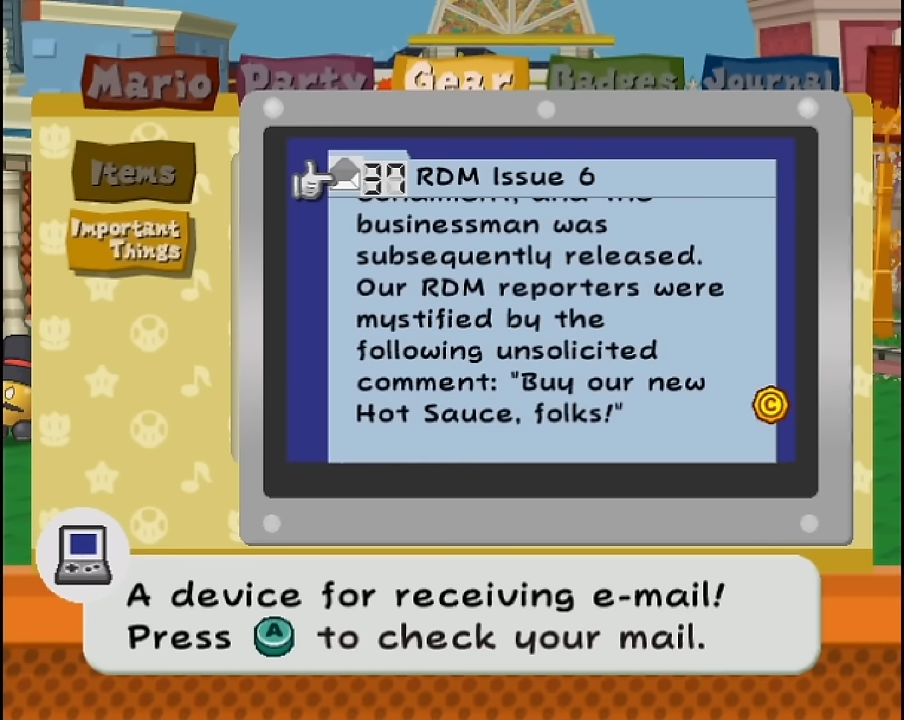 Mario
Party
Gear
Badges
Journal
Items
Important
Things
37 RDM Issue 6
businessman was
subsequently released.
Our RDM reporters were
mystified by the
following unsolicited
comment: "Buy our new
Hot Sauce, folks!"
C
A device for receiving e-mail!
Press A to check your mail.